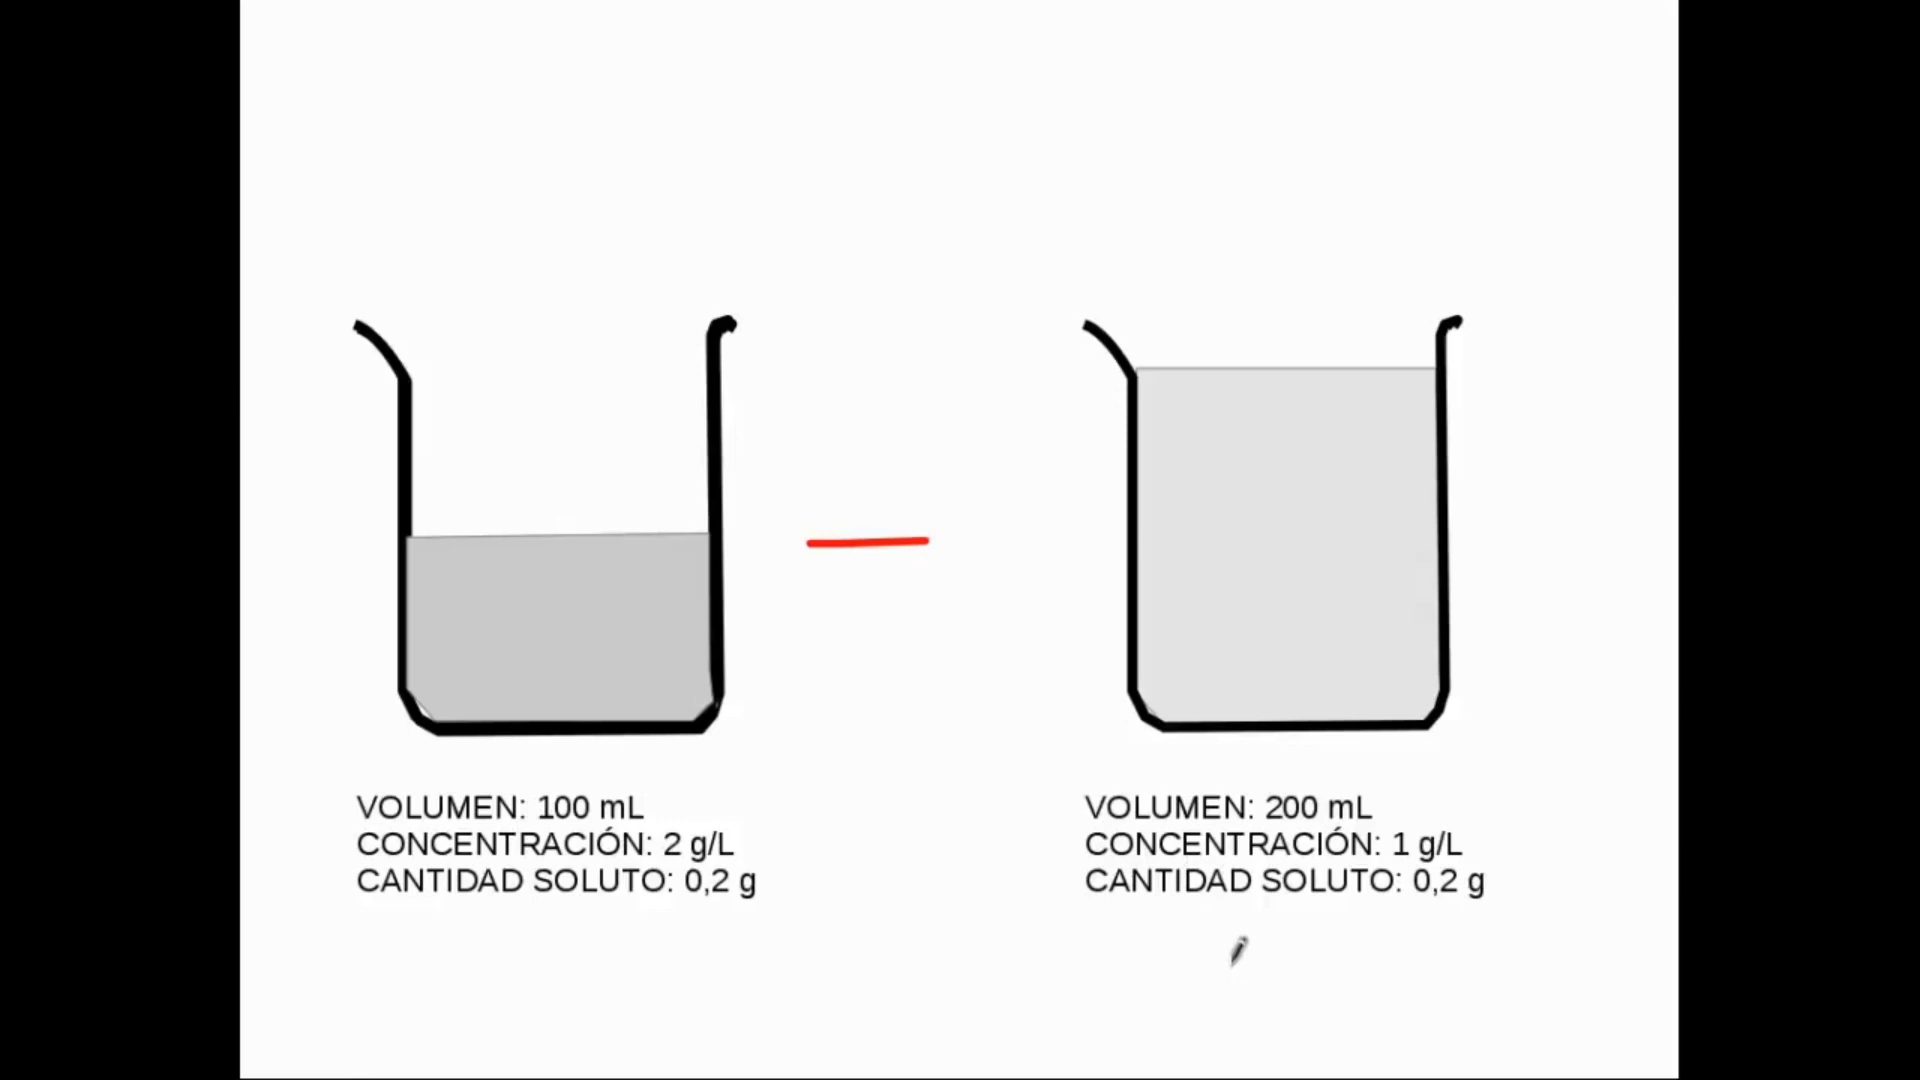 VOLUMEN: 100 mL
CONCENTRACIÓN: 2 g/L
CANTIDAD SOLUTO: 0,2 g
VOLUMEN: 200 mL
CONCENTRACIÓN: 1 g/L
CANTIDAD SOLUTO: 0,2 g